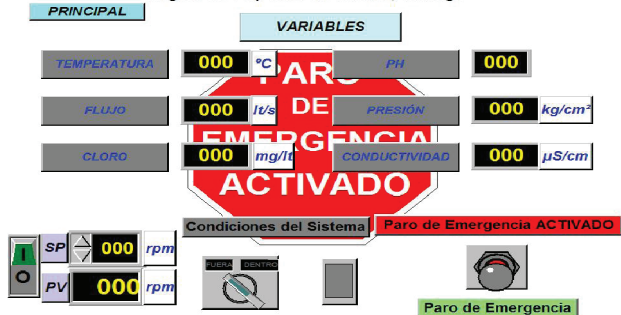 PRINCIPAL
VARIABLES
TEMPERATURA 000 °C
PH 000
FLUJO 000 lt/s
PRESIÓN 000 kg/cm²
CLORO 000 mg/lt
CONDUCTIVIDAD 000 µS/cm
PARO
DE
EMERGENCIA
ACTIVADO
Condiciones del Sistema
Paro de Emergencia ACTIVADO
SP 000 rpm
PV 000 rpm
I
O
FUERA DENTRO
Paro de Emergencia